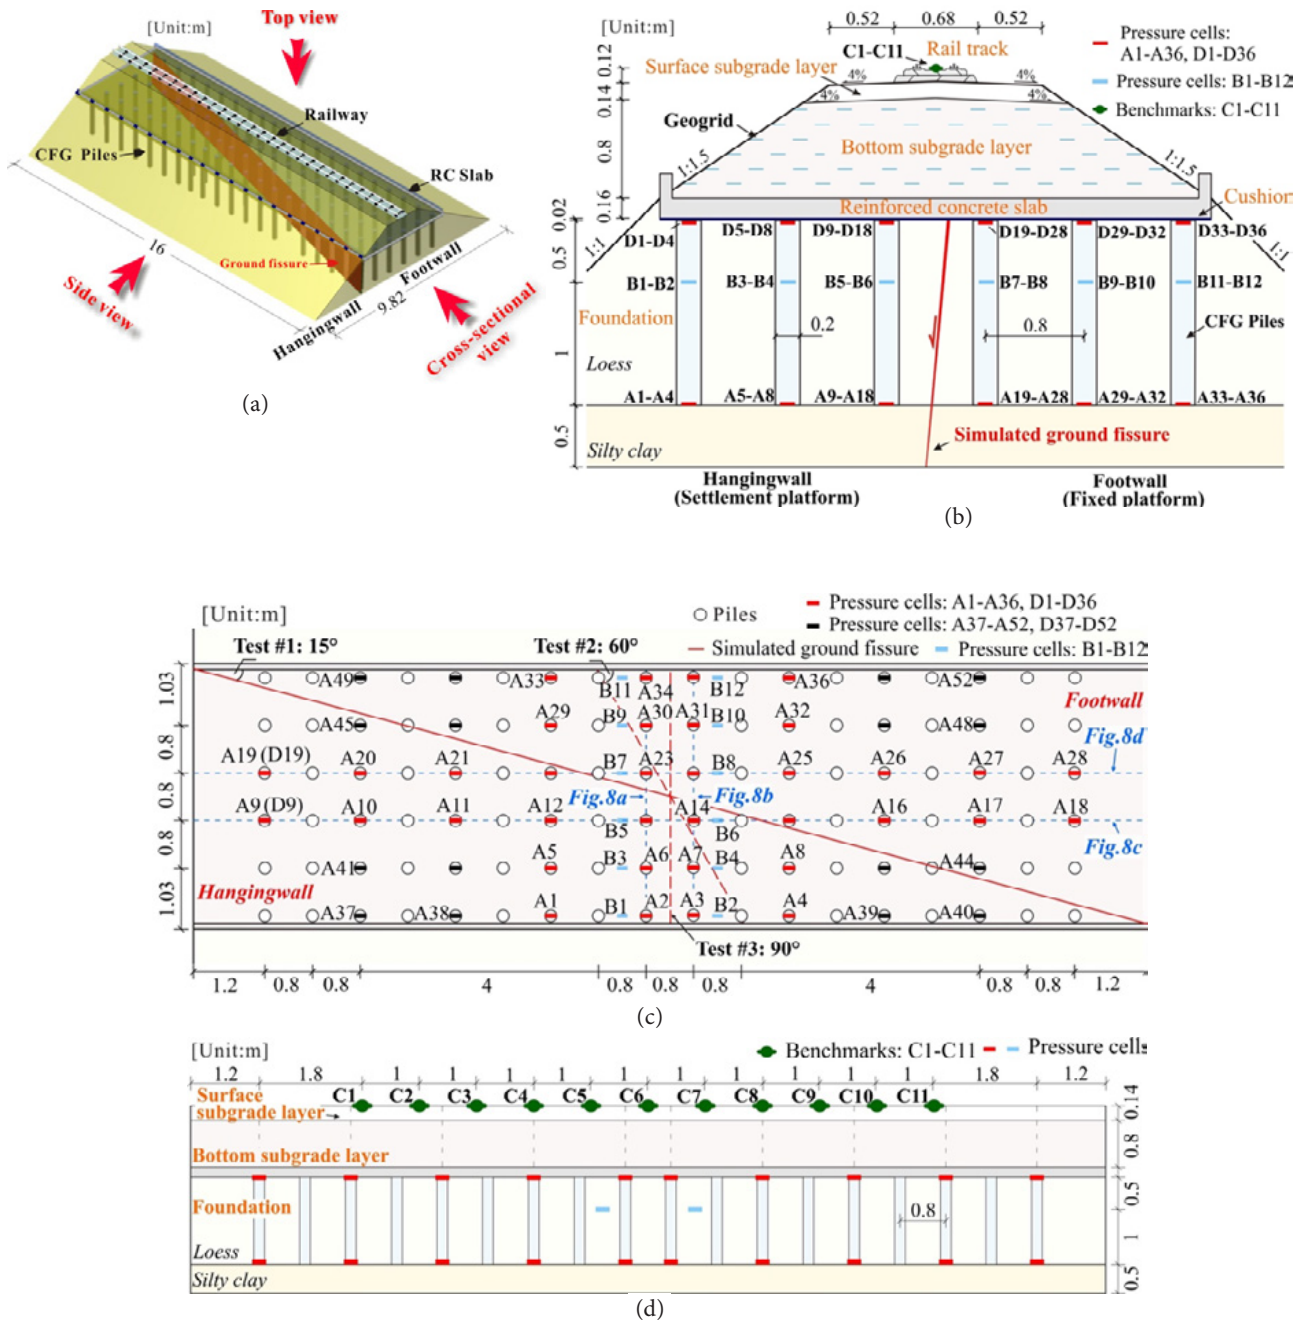 Top view
[Unit:m]
Railway
CFG Piles
RC Slab
16
Ground fissure
Side view
Hangingwall
Footwall
9.82
Cross-sectional
view
(a)
[Unit:m]
0.52 0.68 0.52
C1-C11 Rail track
Surface subgrade layer
4% 4%
4% 4%
Pressure cells:
A1-A36, D1-D36
Pressure cells: B1-B12
Benchmarks: C1-C11
0.12
0.14
0.8
0.16
0.02
0.5
1
0.5
Geogrid
Bottom subgrade layer
1:1.5 1:1.5
Cushion
Reinforced concrete slab
1:1 1:1
D1-D4 D5-D8 D9-D18 D19-D28 D29-D32 D33-D36
B1-B2 B3-B4 B5-B6 B7-B8 B9-B10 B11-B12
Foundation
0.2 0.8
CFG Piles
Loess
A1-A4 A5-A8 A9-A18 A19-A28 A29-A32 A33-A36
Simulated ground fissure
Silty clay
Hangingwall
(Settlement platform)
Footwall
(Fixed platform)
(b)
[Unit:m]
Piles
Pressure cells: A1-A36, D1-D36
Pressure cells: A37-A52, D37-D52
Simulated ground fissure
Pressure cells: B1-B12
Test #1: 15° Test #2: 60°
1.03
0.8
0.8
0.8
1.03
A49 A33 B11 A34 B12 A36 A52
Footwall
A45 A29 B9 A30 A31 B10 A32 A48
Fig.8d
A19 (D19) A20 A21 B7 A23 B8 A25 A26 A27 A28
Fig.8a Fig.8b
A9 (D9) A10 A11 A12 A14 A16 A17 A18
B5 B6
Fig.8c
A41 A5 B3 A6 A7 B4 A8 A44
Hangingwall
A37 A38 A1 B1 A2 A3 B2 A4 A39 A40
Test #3: 90°
1.2 0.8 0.8 4 0.8 0.8 0.8 4 0.8 0.8 1.2
(c)
[Unit:m]
Benchmarks: C1-C11
Pressure cells
1.2 1.8 1 1 1 1 1 1 1 1 1 1 1.8 1.2
Surface
subgrade layer
C1 C2 C3 C4 C5 C6 C7 C8 C9 C10 C11
0.14
0.8
0.5
1
0.5
Bottom subgrade layer
Foundation
0.8
Loess
Silty clay
(d)